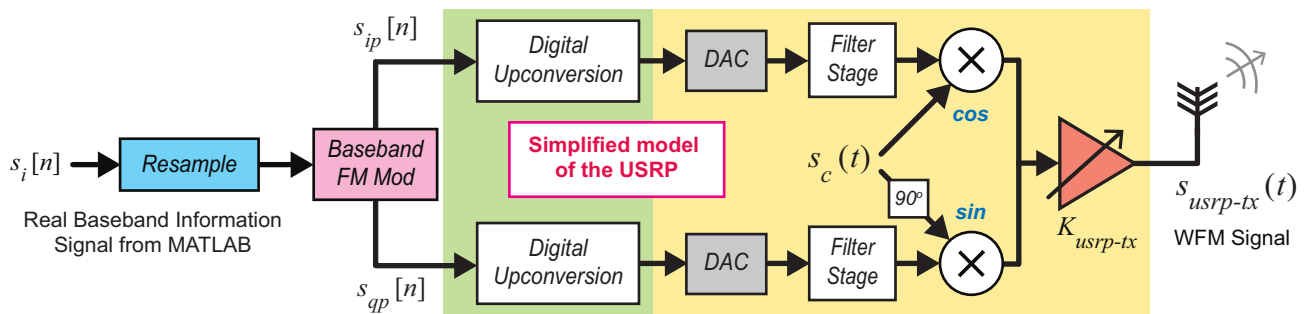 s_ip[n]
Digital
Upconversion
DAC
Filter
Stage
cos
s_i[n]
Resample
Baseband
FM Mod
Simplified model
of the USRP
s_c(t)
90°
sin
K_usrp-tx
s_usrp-tx(t)
WFM Signal
Real Baseband Information
Signal from MATLAB
s_qp[n]
Digital
Upconversion
DAC
Filter
Stage